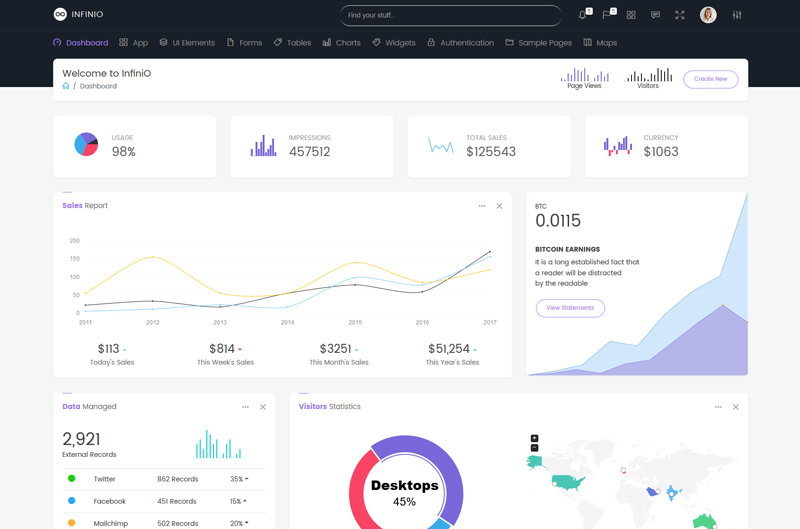 INFINIO
Find your stuff...
5
5
Dashboard
App
UI Elements
Forms
Tables
Charts
Widgets
Authentication
Sample Pages
Maps
Welcome to InfiniO
/ Dashboard
Page Views
Visitors
Create New
USAGE
98%
IMPRESSIONS
457512
TOTAL SALES
$125543
CURRENCY
$1063
Sales Report
200
150
100
50
0
2011
2012
2013
2014
2015
2016
2017
$113
Today's Sales
$814
This Week's Sales
$3251
This Month's Sales
$51,254
This Year's Sales
BTC
0.0115
BITCOIN EARNINGS
It is a long established fact that
a reader will be distracted
by the readable
View Statements
Data Managed
2,921
External Records
Twitter 862 Records 35%
Facebook 451 Records 15%
Mailchimp 502 Records 20%
Visitors Statistics
Desktops
45%
+
-